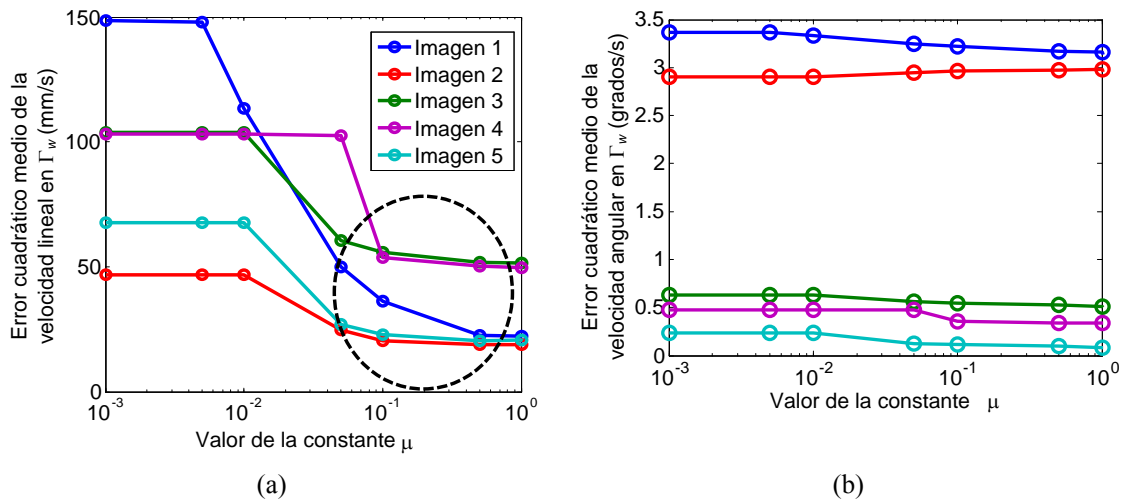 (a)
150
100
50
0
10^-3
10^-2
10^-1
10^0
Error cuadrático medio de la
velocidad lineal en Γ_w (mm/s)
Valor de la constante μ
Imagen 1
Imagen 2
Imagen 3
Imagen 4
Imagen 5
(a)
(b)
3.5
3
2.5
2
1.5
1
0.5
0
10^-3
10^-2
10^-1
10^0
Error cuadrático medio de la
velocidad angular en Γ_w (grados/s)
Valor de la constante μ
(b)